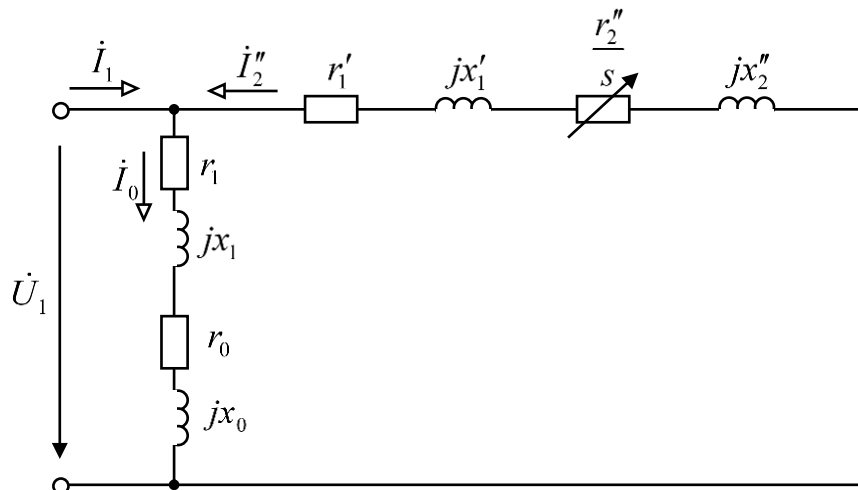 İ₁
İ₂″
r₁′
jx₁′
r₂″
s
jx₂″
İ₀
r₁
jx₁
U̇₁
r₀
jx₀